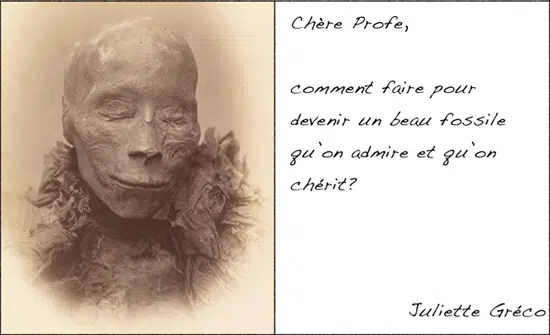 Chère Profe,
comment faire pour
devenir un beau fossile
qu'on admire et qu'on
chérit?
Juliette Gréco